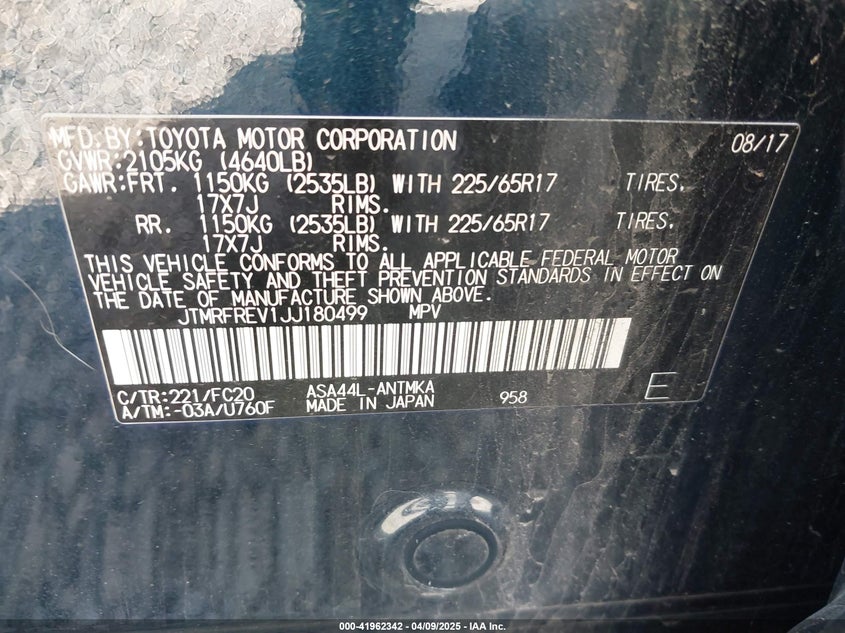 MFD. BY: TOYOTA MOTOR CORPORATION 08/17
GVWR: 2105KG (4640LB)
GAWR: FRT. 1150KG (2535LB) WITH 225/65R17 TIRES,
17X7J RIMS.
RR. 1150KG (2535LB) WITH 225/65R17 TIRES,
17X7J RIMS.
THIS VEHICLE CONFORMS TO ALL APPLICABLE FEDERAL MOTOR
VEHICLE SAFETY AND THEFT PREVENTION STANDARDS IN EFFECT ON
THE DATE OF MANUFACTURE SHOWN ABOVE.
JTMRFREV1JJ180499 MPV
C/TR: 221/FC20 ASA44L-ANTMKA
A/TM: -03A/U760F MADE IN JAPAN 958 E
000-41962342 - 04/09/2025 - IAA Inc.